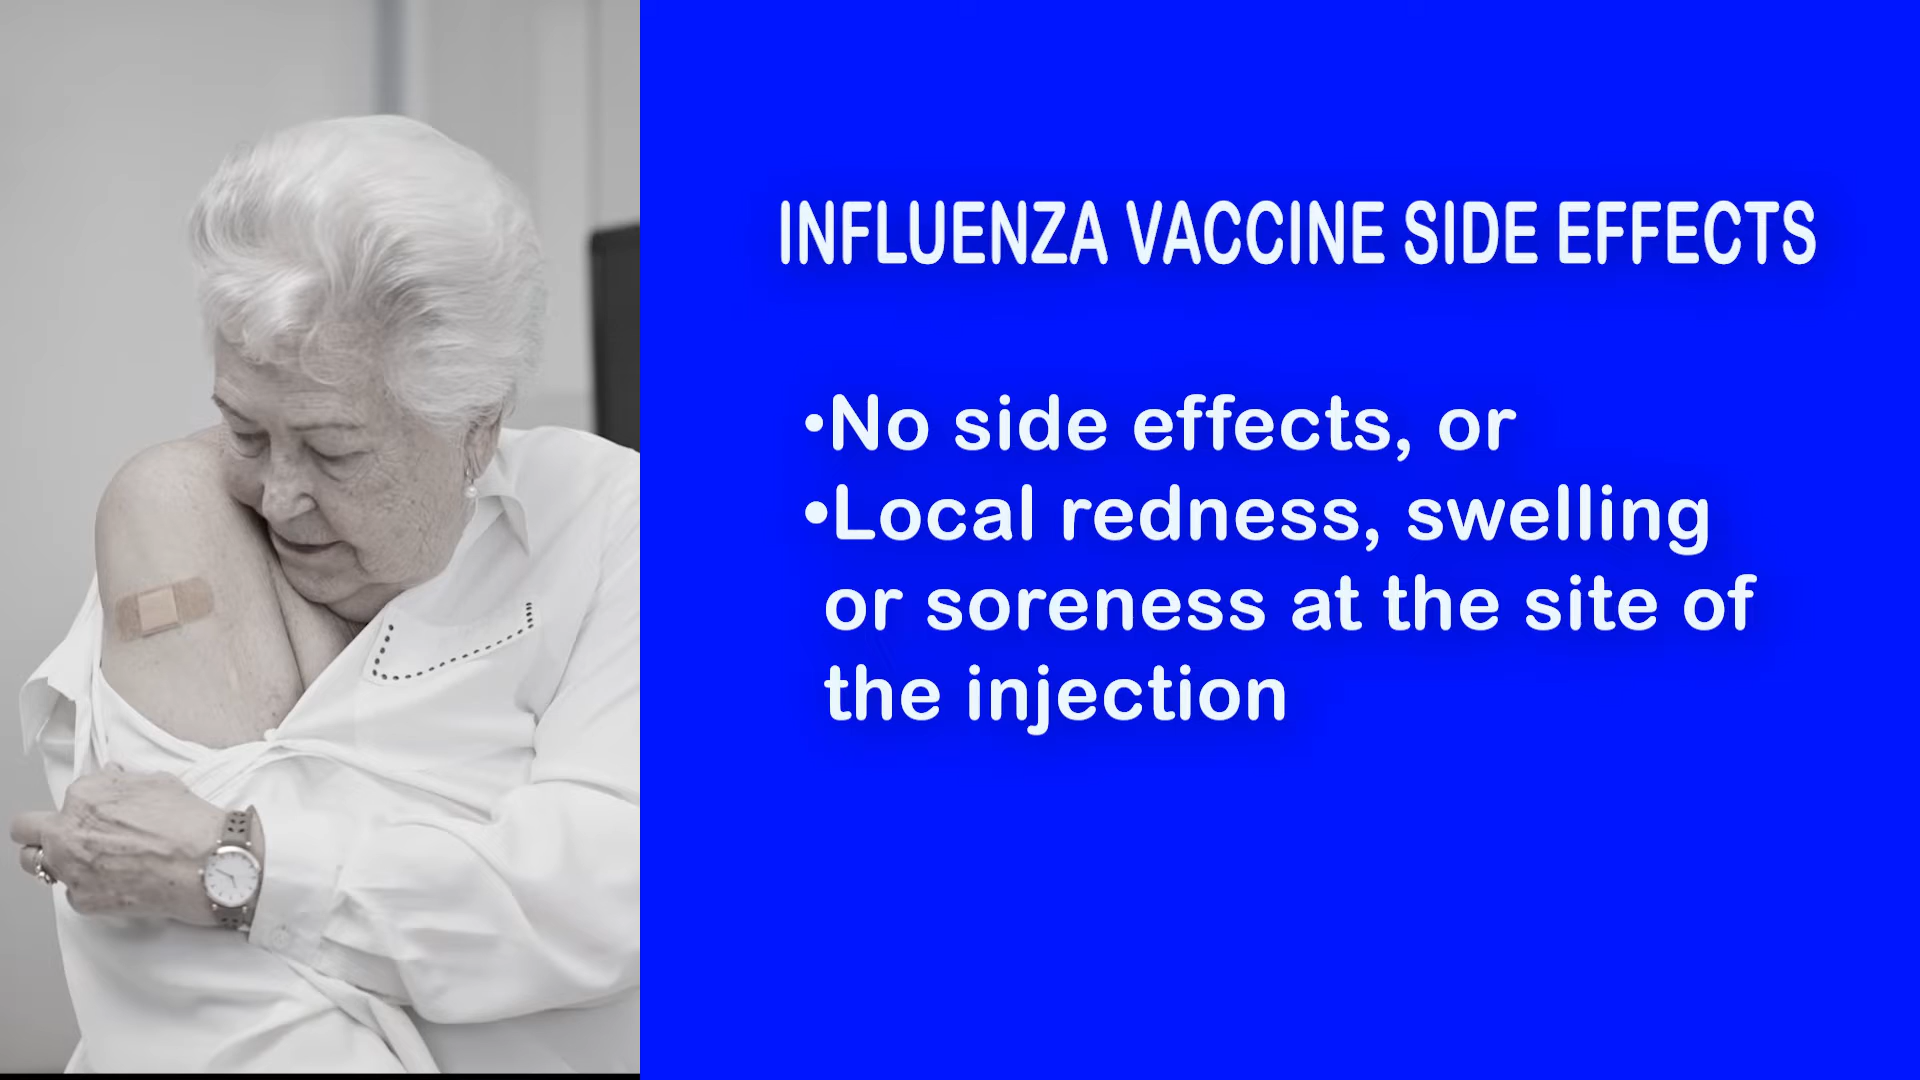 INFLUENZA VACCINE SIDE EFFECTS
•No side effects, or
•Local redness, swelling
or soreness at the site of
the injection